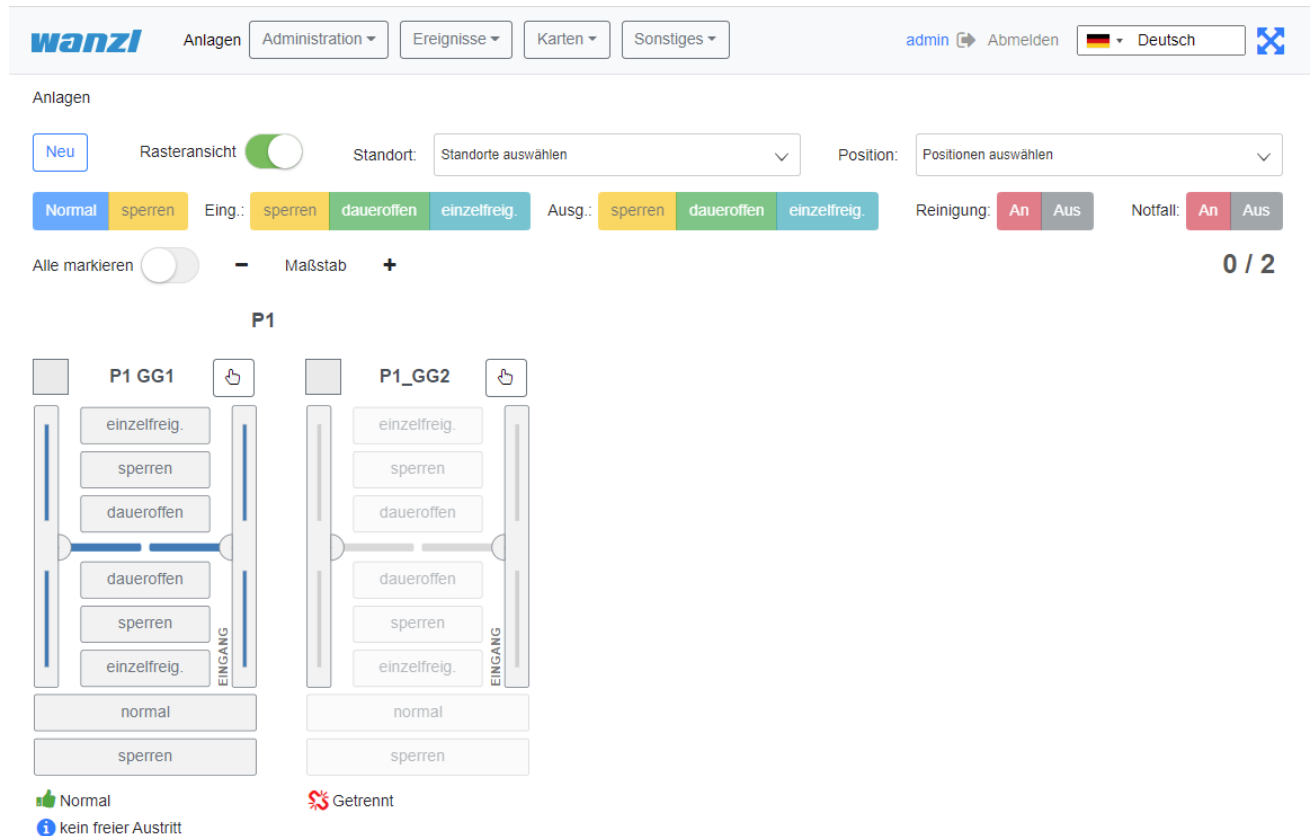 wanzl Anlagen Administration Ereignisse Karten Sonstiges admin Abmelden Deutsch
Anlagen
Neu Rasteransicht Standort: Standorte auswählen Position: Positionen auswählen
Normal sperren Eing.: sperren daueroffen einzelfreig. Ausg.: sperren daueroffen einzelfreig. Reinigung: An Aus Notfall: An Aus
Alle markieren - Maßstab + 0 / 2
P1
P1 GG1 P1_GG2
einzelfreig. einzelfreig.
sperren sperren
daueroffen daueroffen
daueroffen daueroffen
sperren sperren
EINGANG EINGANG
einzelfreig. einzelfreig.
normal normal
sperren sperren
Normal Getrennt
kein freier Austritt